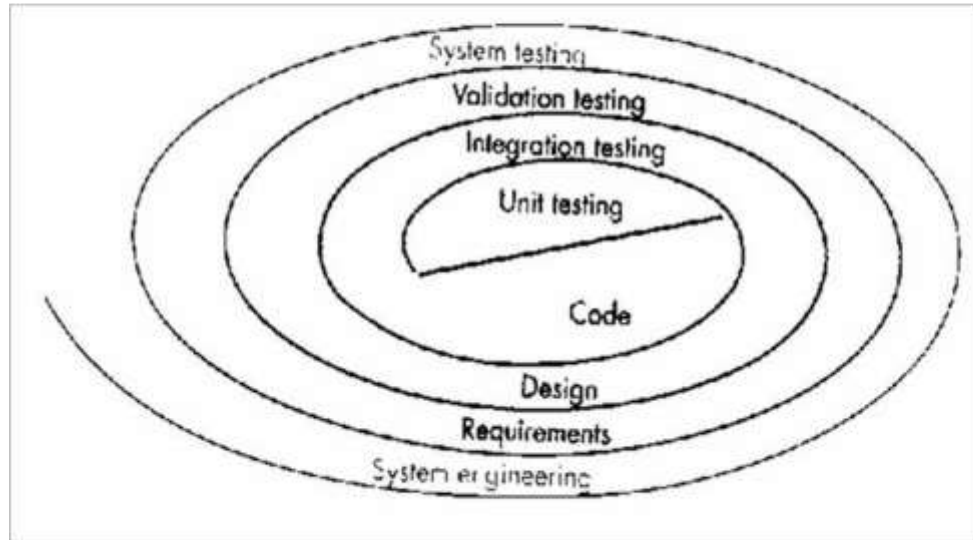 System testing
Validation testing
Integration testing
Unit testing
Code
Design
Requirements
System engineering